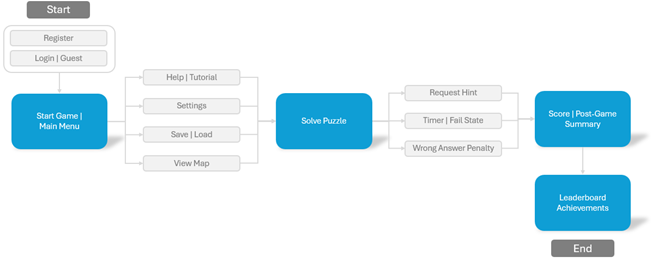 Start
Register
Login | Guest
Start Game |
Main Menu
Help | Tutorial
Settings
Save | Load
View Map
Solve Puzzle
Request Hint
Timer | Fail State
Wrong Answer Penalty
Score | Post-Game
Summary
Leaderboard
Achievements
End